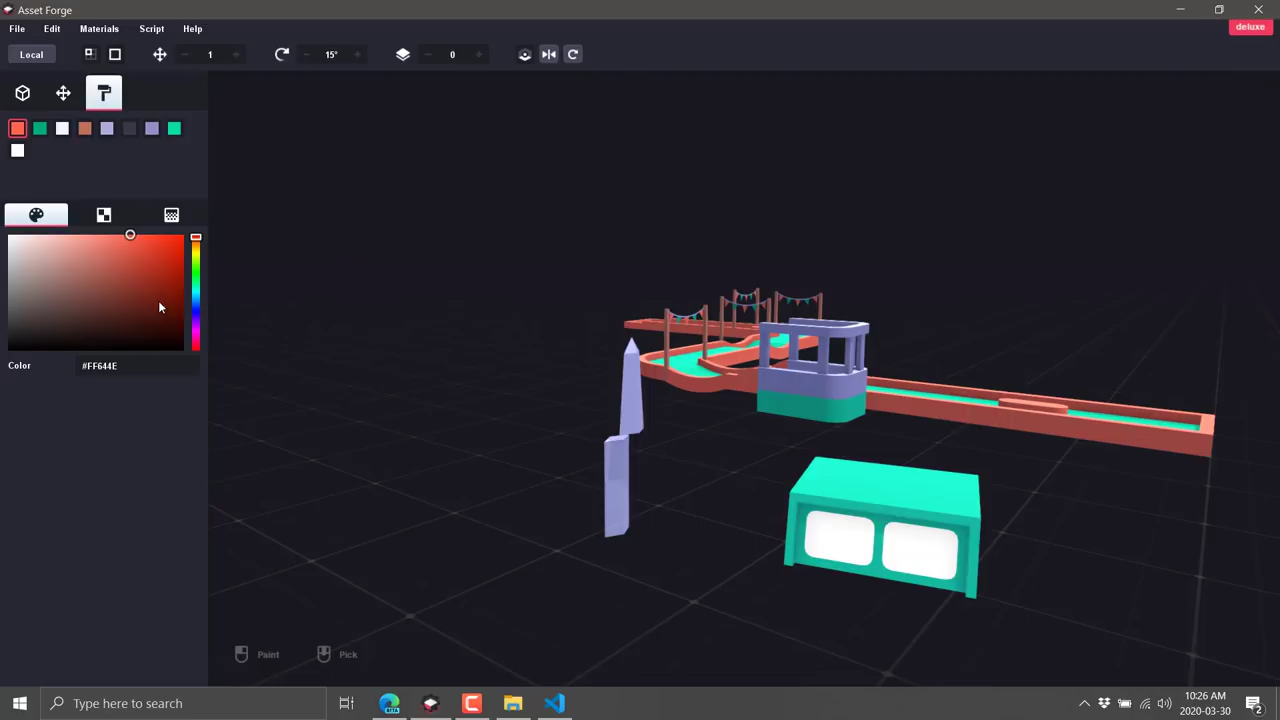 Asset Forge
File Edit Materials Script Help
deluxe
Local 1 15° 0
Color #FF644E
Paint Pick
Type here to search
10:26 AM
2020-03-30
2